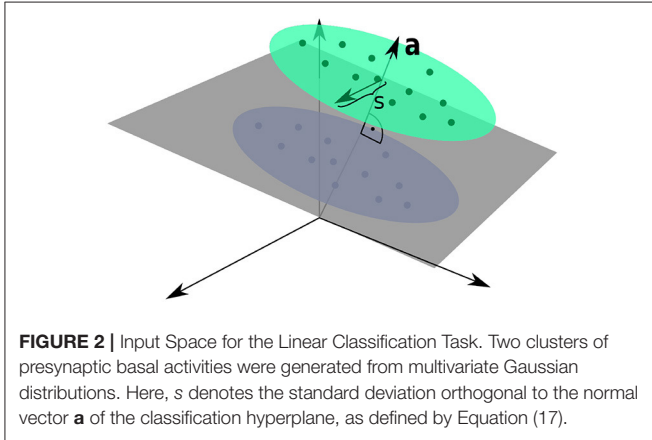 a
s
FIGURE 2 | Input Space for the Linear Classification Task. Two clusters of
presynaptic basal activities were generated from multivariate Gaussian
distributions. Here, s denotes the standard deviation orthogonal to the normal
vector a of the classification hyperplane, as defined by Equation (17).